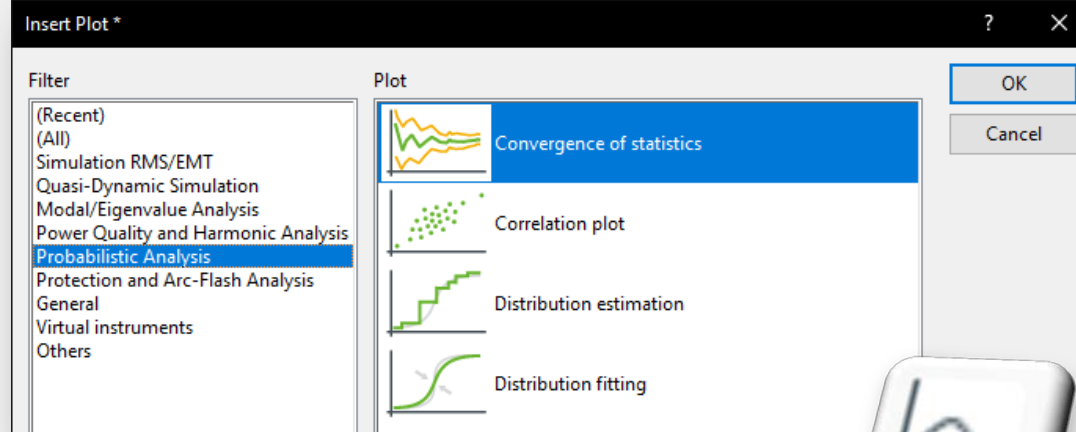 Insert Plot *
?
Filter
Plot
OK
Cancel
(Recent)
(All)
Simulation RMS/EMT
Quasi-Dynamic Simulation
Modal/Eigenvalue Analysis
Power Quality and Harmonic Analysis
Probabilistic Analysis
Protection and Arc-Flash Analysis
General
Virtual instruments
Others
Convergence of statistics
Correlation plot
Distribution estimation
Distribution fitting